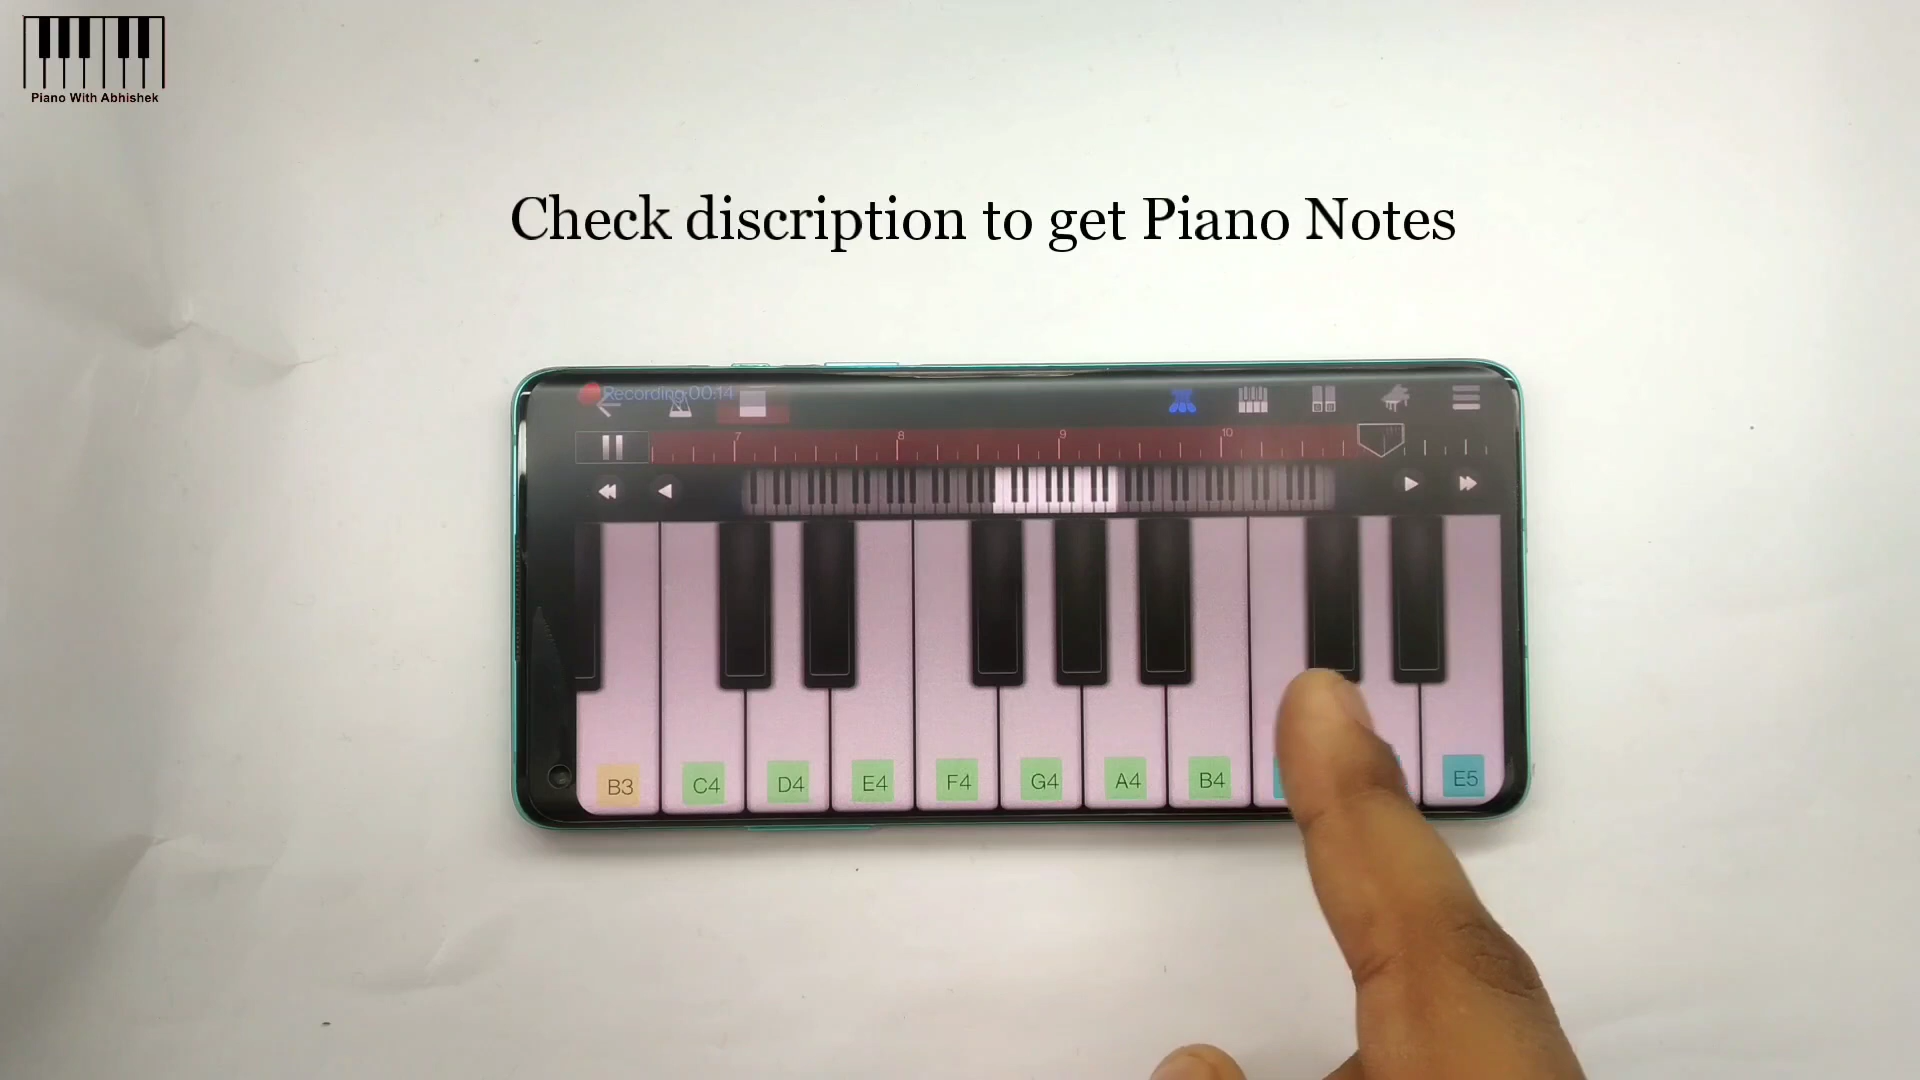 Piano With Abhishek
Check discription to get Piano Notes
Recording 00:14
7 8 9 10
B3 C4 D4 E4 F4 G4 A4 B4 E5